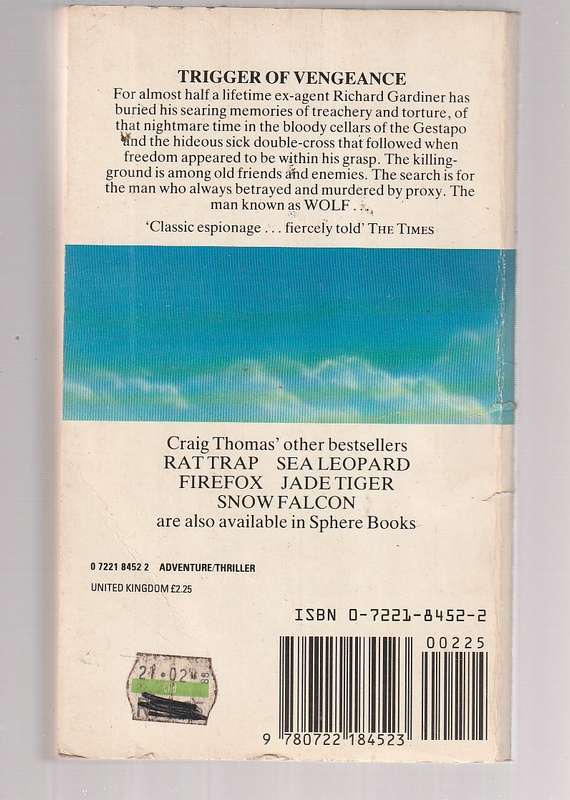 TRIGGER OF VENGEANCE
For almost half a lifetime ex-agent Richard Gardiner has
buried his searing memories of treachery and torture, of
that nightmare time in the bloody cellars of the Gestapo
and the hideous sick double-cross that followed when
freedom appeared to be within his grasp. The killing-
ground is among old friends and enemies. The search is for
the man who always betrayed and murdered by proxy. The
man known as WOLF . . .
‘Classic espionage . . . fiercely told’ THE TIMES
Craig Thomas’ other bestsellers
RAT TRAP SEA LEOPARD
FIREFOX JADE TIGER
SNOW FALCON
are also available in Sphere Books
0 7221 8452 2 ADVENTURE/THRILLER
UNITED KINGDOM £2.25
ISBN 0-7221-8452-2
00225
21·02
88
9 780722 184523